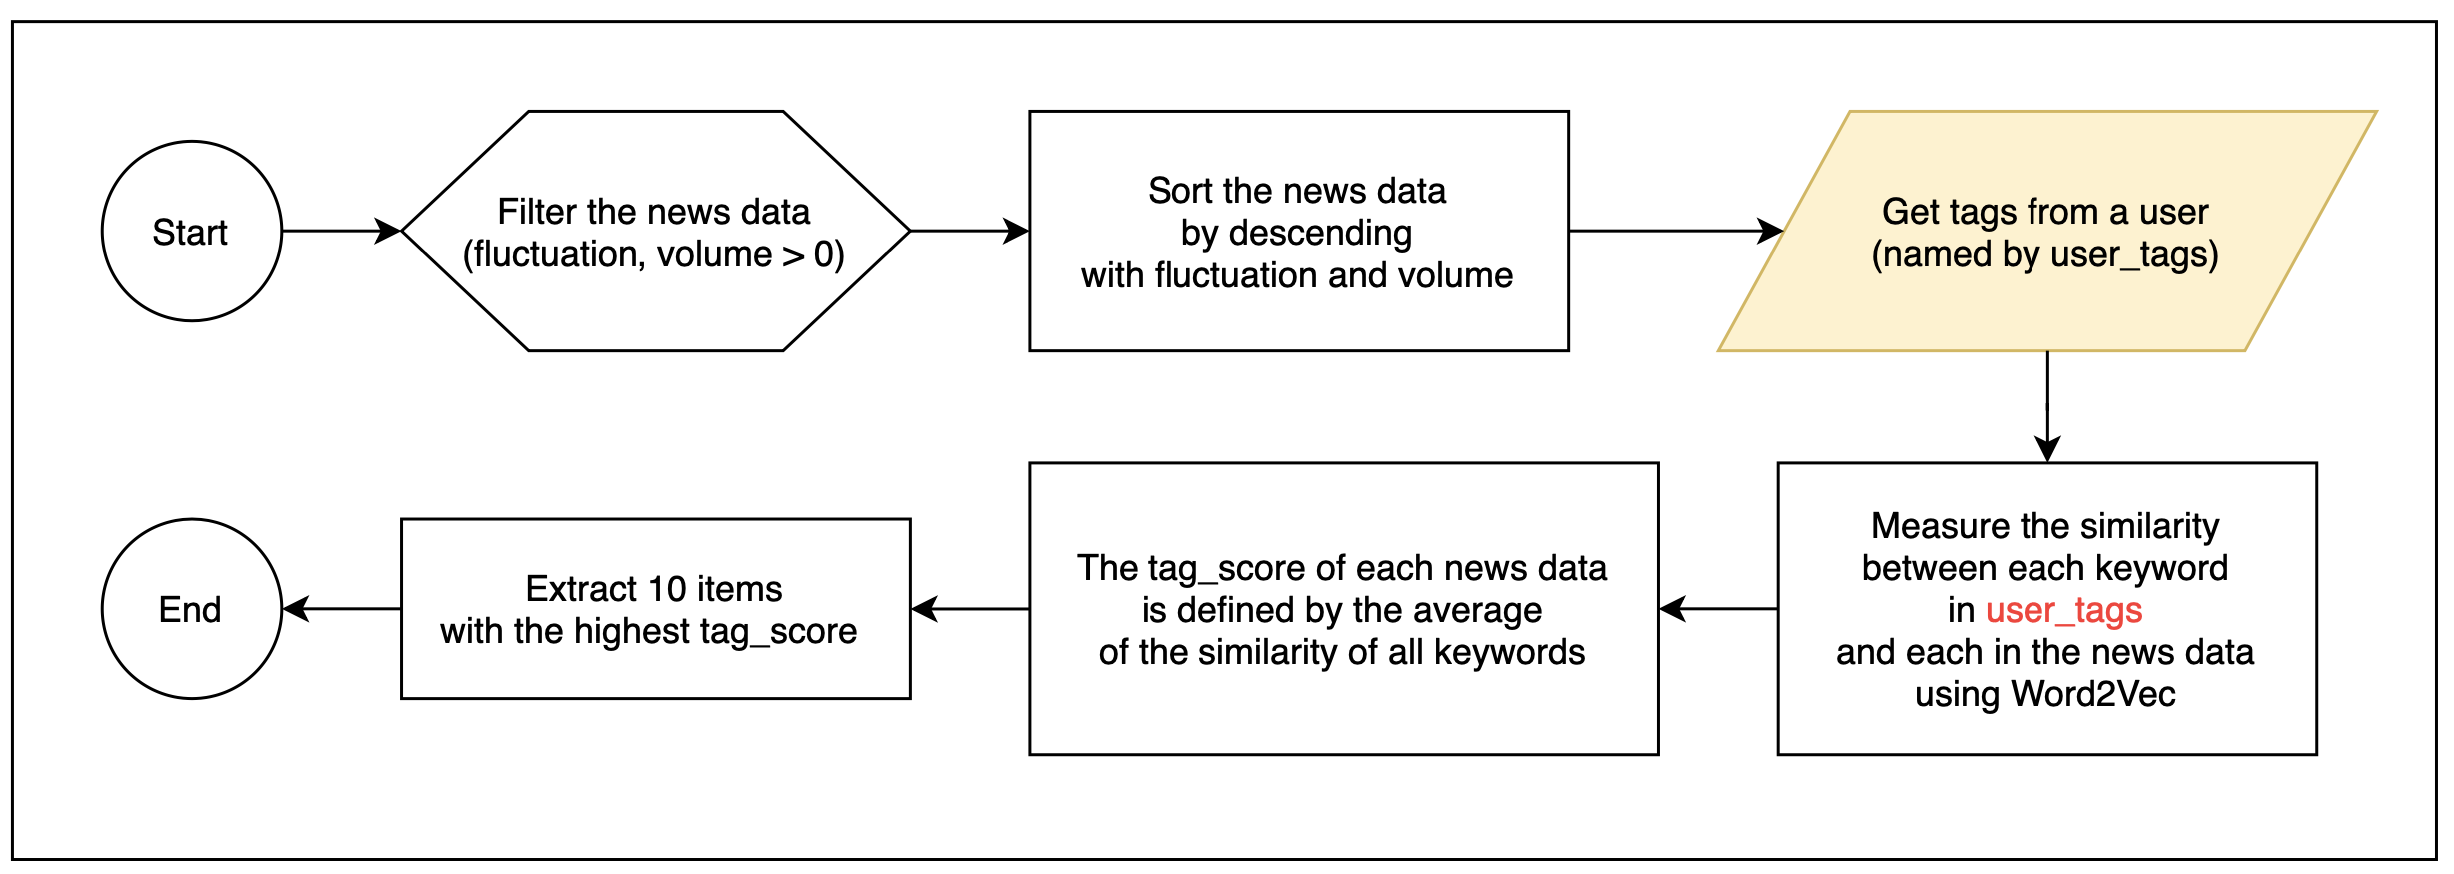 Start
Filter the news data
(fluctuation, volume > 0)
Sort the news data
by descending
with fluctuation and volume
Get tags from a user
(named by user_tags)
Measure the similarity
between each keyword
in user_tags
and each in the news data
using Word2Vec
The tag_score of each news data
is defined by the average
of the similarity of all keywords
Extract 10 items
with the highest tag_score
End